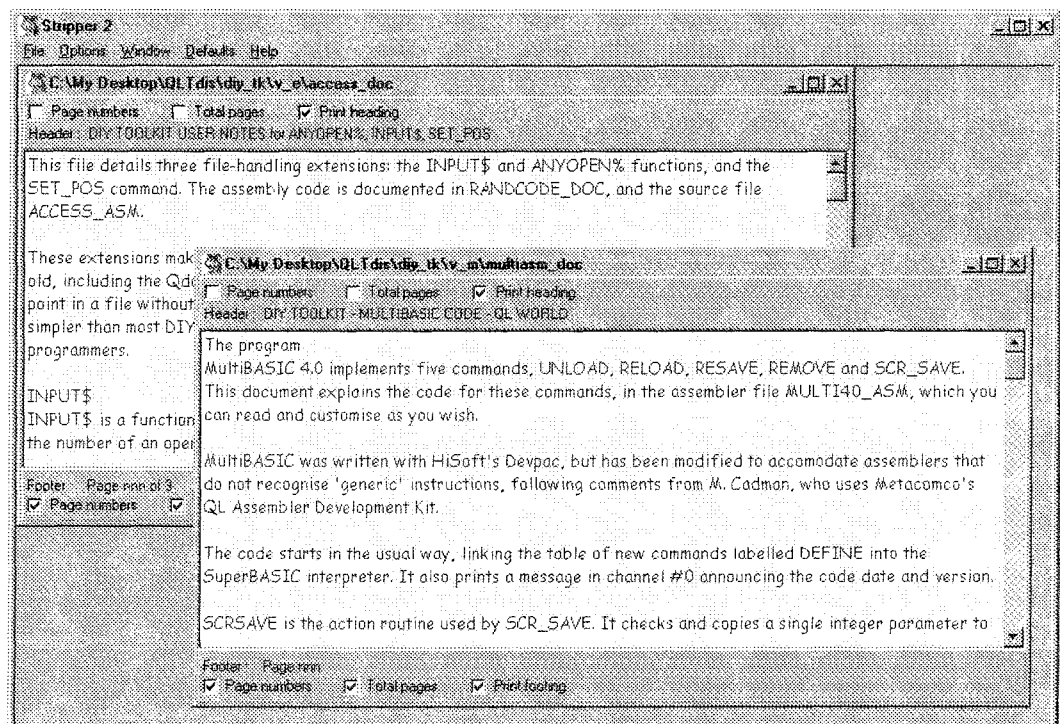 Stripper 2
File Options Window Defaults Help
C:\My Desktop\QLTdis\diy_tk\v_e\access_doc
Page numbers Total pages Print heading
Header : DIY TOOLKIT USER NOTES for ANYOPEN%, INPUT$, SET_POS
This file details three file-handling extensions: the INPUT$ and ANYOPEN% functions, and the
SET_POS command. The assembly code is documented in RANDCODE_DOC, and the source file
ACCESS_ASM.
These extensions mak
old, including the Qdo
point in a file without
simpler than most DIY
programmers.
INPUT$
INPUT$ is a function
the number of an ope
Footer Page nnn of 3
Page numbers
C:\My Desktop\QLTdis\diy_tk\v_m\multiasm_doc
Page numbers Total pages Print heading
Header : DIY TOOLKIT - MULTIBASIC CODE - QL WORLD
The program
MultiBASIC 4.0 implements five commands, UNLOAD, RELOAD, RESAVE, REMOVE and SCR_SAVE.
This document explains the code for these commands, in the assembler file MULTI40_ASM, which you
can read and customise as you wish.
MultiBASIC was written with HiSoft's Devpac, but has been modified to accomodate assemblers that
do not recognise 'generic' instructions, following comments from M. Cadman, who uses Metacomco's
QL Assembler Development Kit.
The code starts in the usual way, linking the table of new commands labelled DEFINE into the
SuperBASIC interpreter. It also prints a message in channel #0 announcing the code date and version.
SCRSAVE is the action routine used by SCR_SAVE. It checks and copies a single integer parameter to
Footer : Page nnn
Page numbers Total pages Print footing